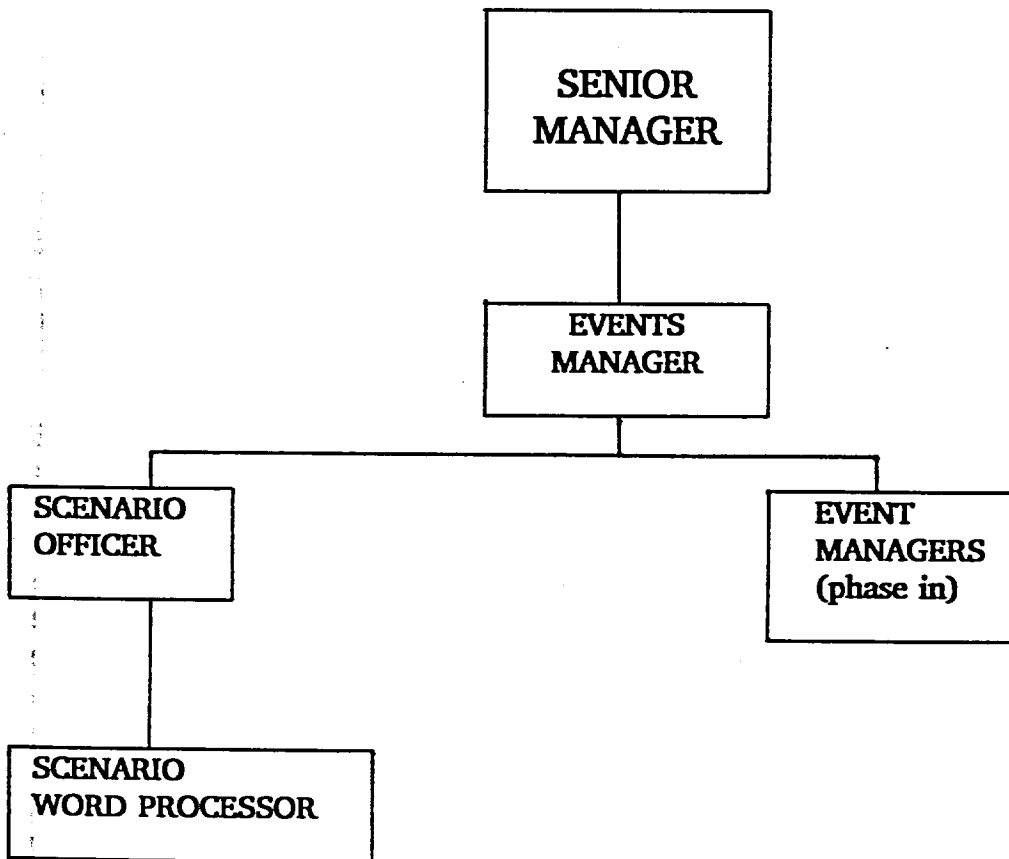 SENIOR
MANAGER
EVENTS
MANAGER
SCENARIO
OFFICER
EVENT
MANAGERS
(phase in)
SCENARIO
WORD PROCESSOR